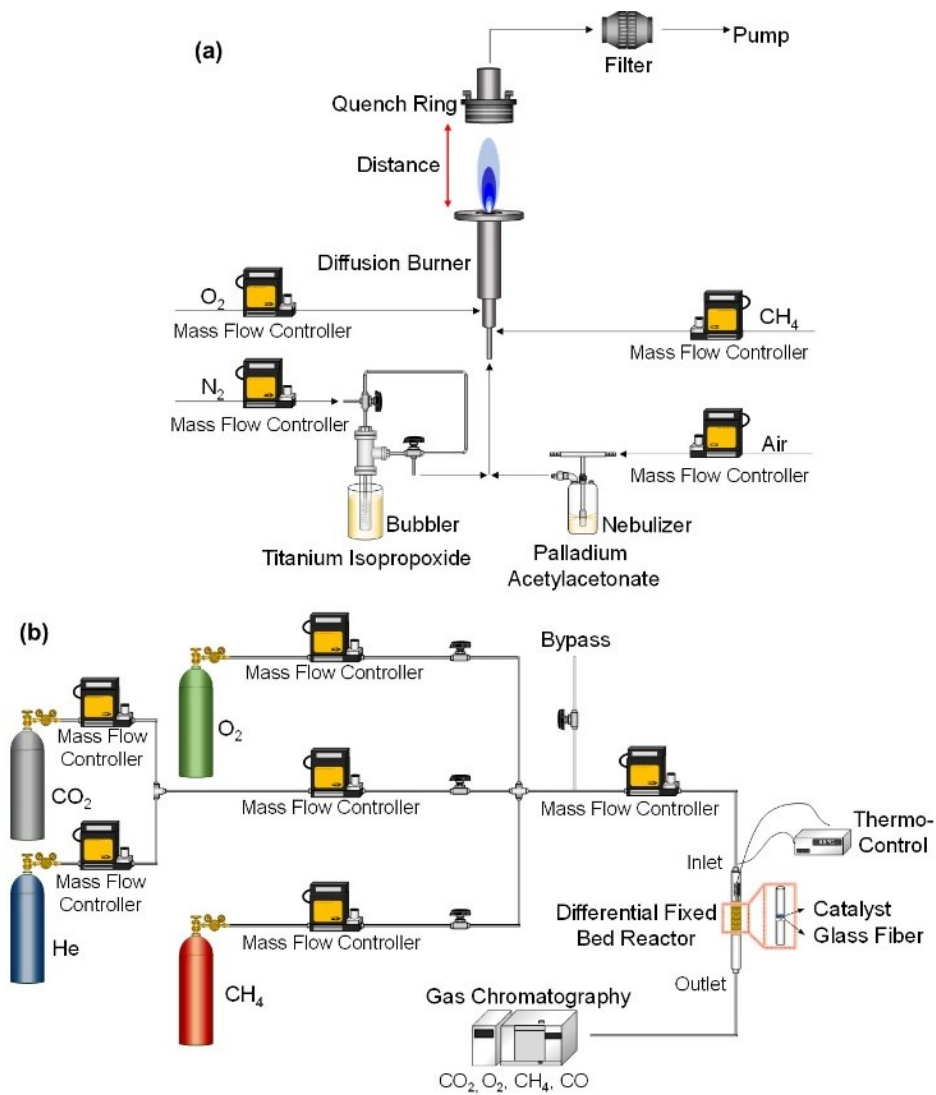 (a)
Pump
Filter
Quench Ring
Distance
Diffusion Burner
O₂
Mass Flow Controller
CH₄
Mass Flow Controller
N₂
Mass Flow Controller
Air
Mass Flow Controller
Bubbler
Titanium Isopropoxide
Nebulizer
Palladium
Acetylacetonate
(b)
Mass Flow Controller
O₂
Bypass
Mass Flow
Controller
CO₂
Mass Flow Controller
Mass Flow Controller
Mass Flow
Controller
He
Mass Flow Controller
CH₄
Thermo-
Control
Inlet
Differential Fixed
Bed Reactor
Catalyst
Glass Fiber
Outlet
Gas Chromatography
CO₂, O₂, CH₄, CO